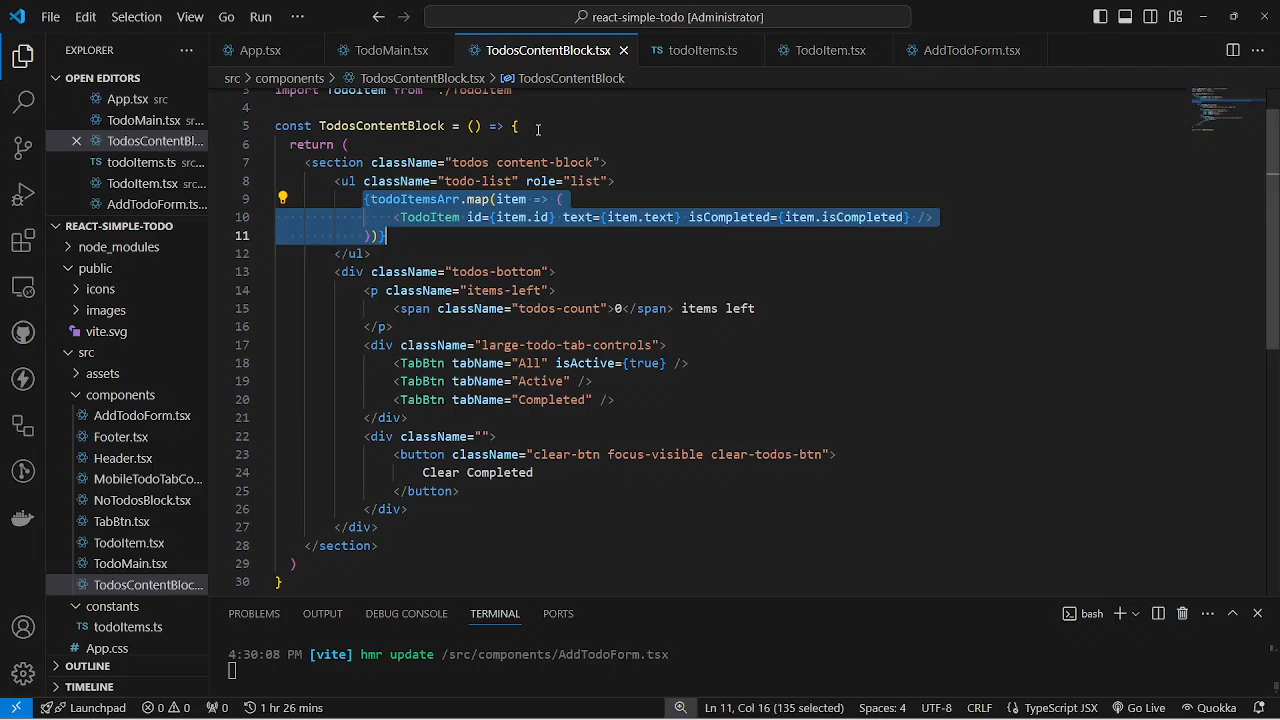 File Edit Selection View Go Run ··· react-simple-todo [Administrator]
EXPLORER ···
OPEN EDITORS
App.tsx src
TodoMain.tsx sr...
TodosContentBl...
todoItems.ts sr...
TodoItem.tsx sr...
AddTodoForm.ts...
REACT-SIMPLE-TODO
node_modules
public
icons
images
vite.svg
src
assets
components
AddTodoForm.tsx
Footer.tsx
Header.tsx
MobileTodoTabCo...
NoTodosBlock.tsx
TabBtn.tsx
TodoItem.tsx
TodoMain.tsx
TodosContentBloc...
constants
todoItems.ts
App.css
OUTLINE
TIMELINE
App.tsx TodoMain.tsx TodosContentBlock.tsx todoItems.ts TodoItem.tsx AddTodoForm.tsx
src > components > TodosContentBlock.tsx > TodosContentBlock
3 import TodoItem from "./TodoItem"
4
5 const TodosContentBlock = () => {
6 return (
7 <section className="todos content-block">
8 <ul className="todo-list" role="list">
9 {todoItemsArr.map(item => (
10 <TodoItem id={item.id} text={item.text} isCompleted={item.isCompleted} />
11 ))}
12 </ul>
13 <div className="todos-bottom">
14 <p className="items-left">
15 <span className="todos-count">0</span> items left
16 </p>
17 <div className="large-todo-tab-controls">
18 <TabBtn tabName="All" isActive={true} />
19 <TabBtn tabName="Active" />
20 <TabBtn tabName="Completed" />
21 </div>
22 <div className="">
23 <button className="clear-btn focus-visible clear-todos-btn">
24 Clear Completed
25 </button>
26 </div>
27 </div>
28 </section>
29 )
30 }
PROBLEMS OUTPUT DEBUG CONSOLE TERMINAL PORTS bash
4:30:08 PM [vite] hmr update /src/components/AddTodoForm.tsx
Launchpad 0 0 0 1 hr 26 mins Ln 11, Col 16 (135 selected) Spaces: 4 UTF-8 CRLF TypeScript JSX Go Live Quokka